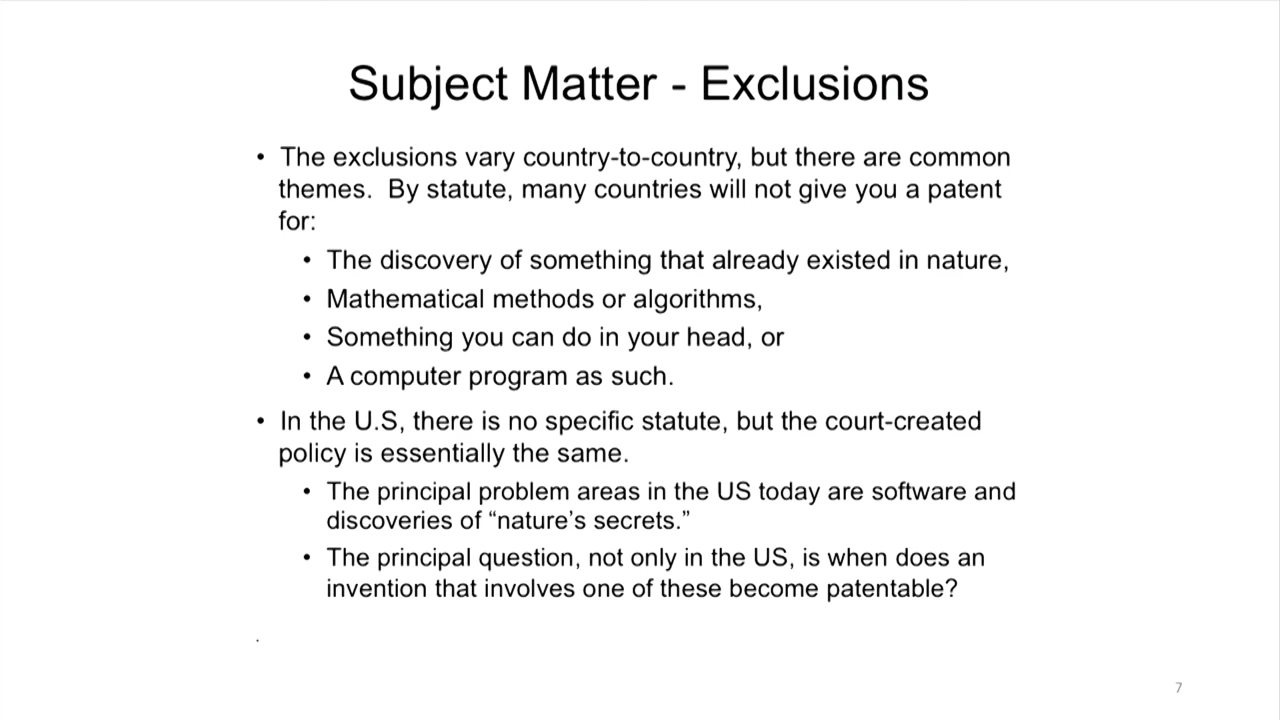 Subject Matter - Exclusions
• The exclusions vary country-to-country, but there are common
themes.  By statute, many countries will not give you a patent
for:
• The discovery of something that already existed in nature,
• Mathematical methods or algorithms,
• Something you can do in your head, or
• A computer program as such.
• In the U.S, there is no specific statute, but the court-created
policy is essentially the same.
• The principal problem areas in the US today are software and
discoveries of “nature’s secrets.”
• The principal question, not only in the US, is when does an
invention that involves one of these become patentable?
.
7